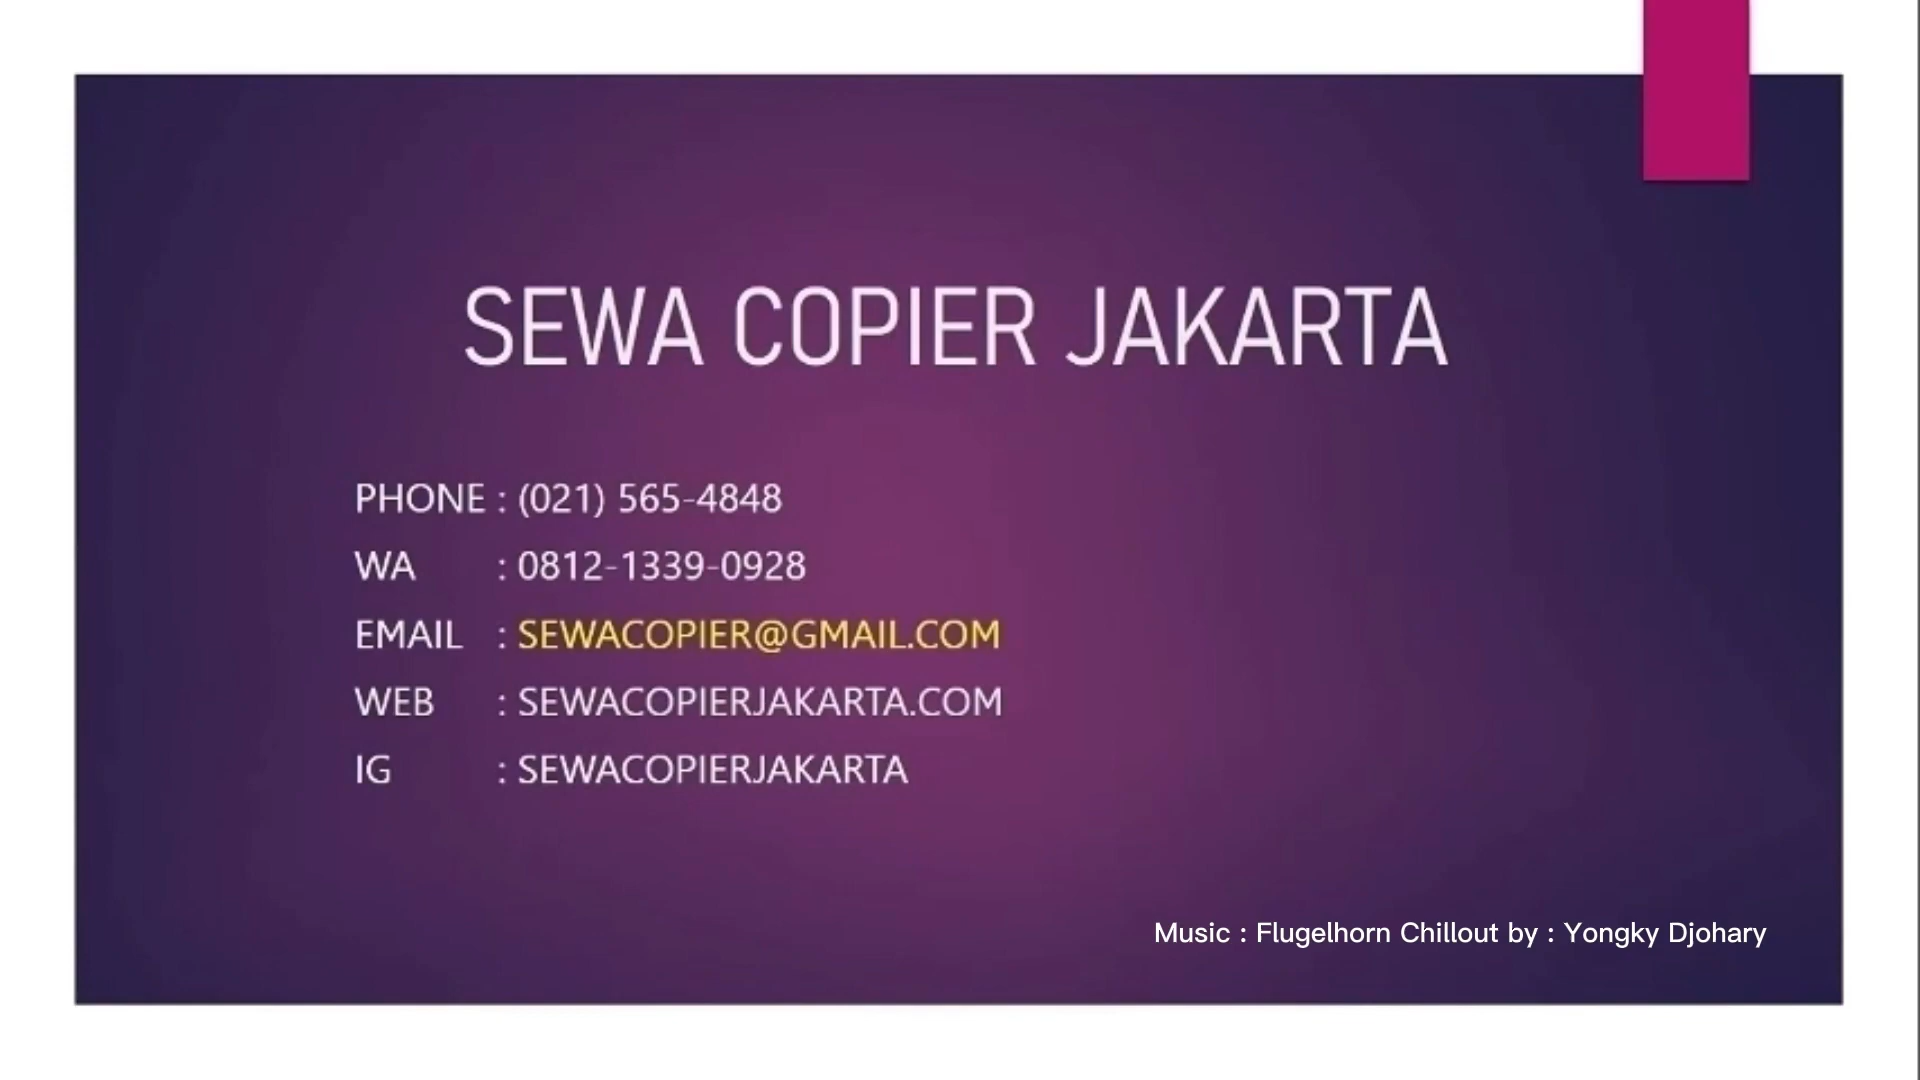 SEWA COPIER JAKARTA
PHONE : (021) 565-4848
WA : 0812-1339-0928
EMAIL : SEWACOPIER@GMAIL.COM
WEB : SEWACOPIERJAKARTA.COM
IG : SEWACOPIERJAKARTA
Music : Flugelhorn Chillout by : Yongky Djohary